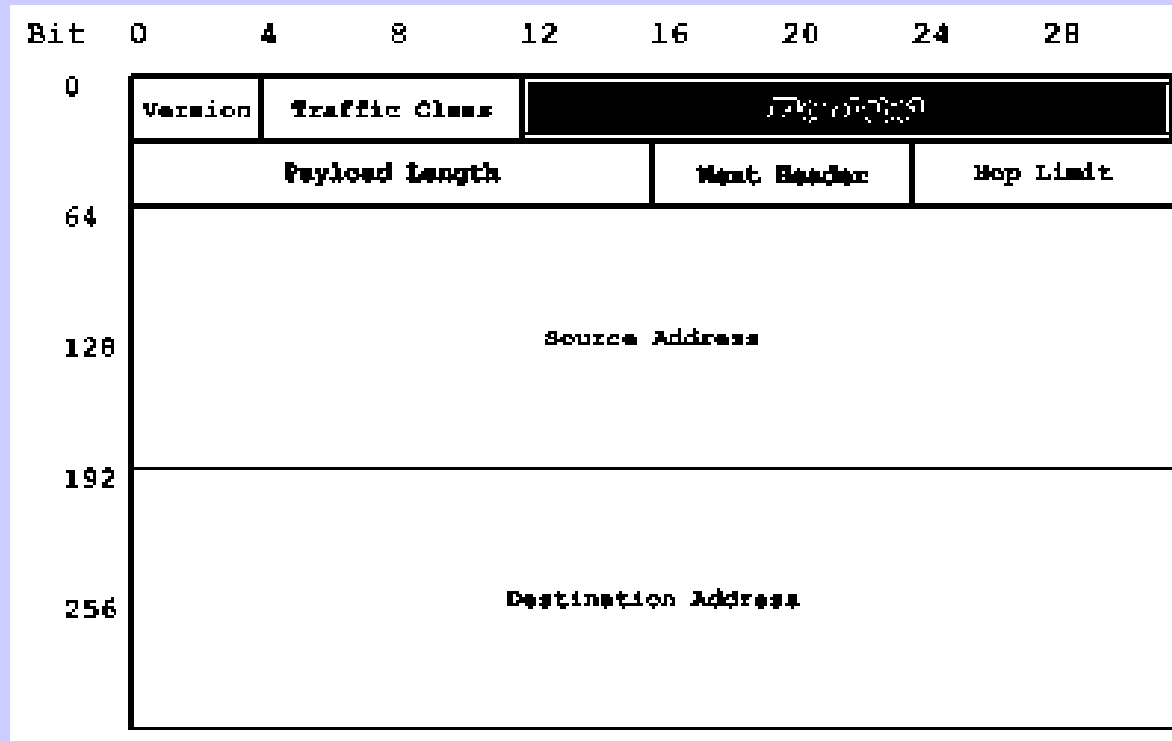 Bit 0 4 8 12 16 20 24 28
0
Version Traffic Class
Payload Length Next Header Hop Limit
64
Source Address
128
192
Destination Address
256